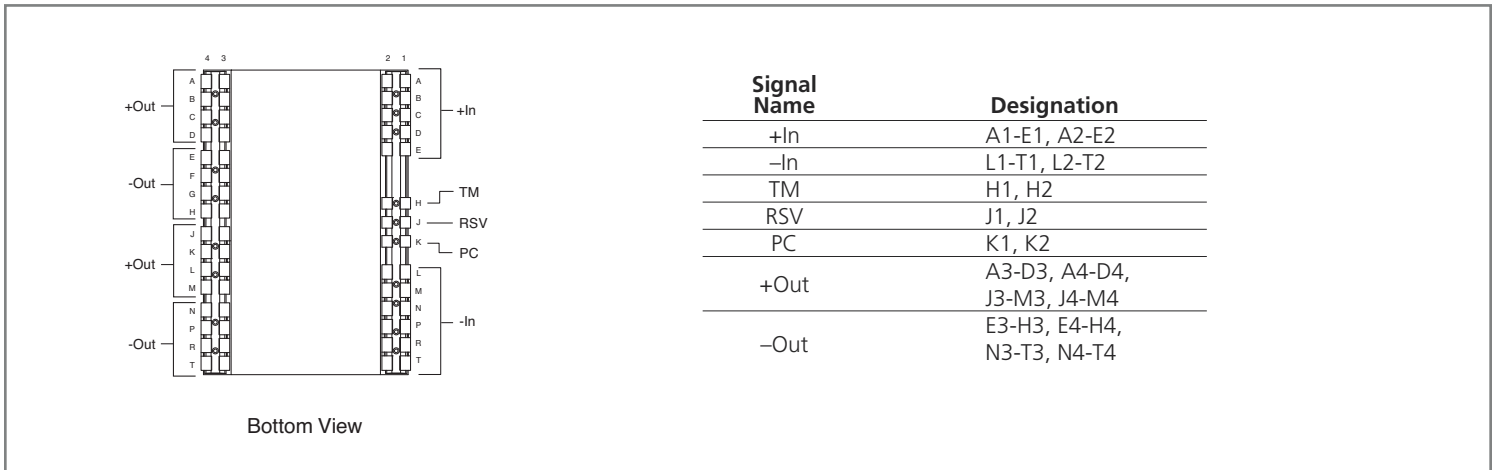 4 3
2 1
A
B
C
D
+Out
E
F
G
H
-Out
J
K
L
M
+Out
N
P
R
T
-Out
A
B
C
D
E
+In
H
TM
J
RSV
K
PC
L
M
N
P
R
T
-In
Bottom View
Signal
Name Designation
+In A1-E1, A2-E2
–In L1-T1, L2-T2
TM H1, H2
RSV J1, J2
PC K1, K2
+Out A3-D3, A4-D4,
J3-M3, J4-M4
–Out E3-H3, E4-H4,
N3-T3, N4-T4